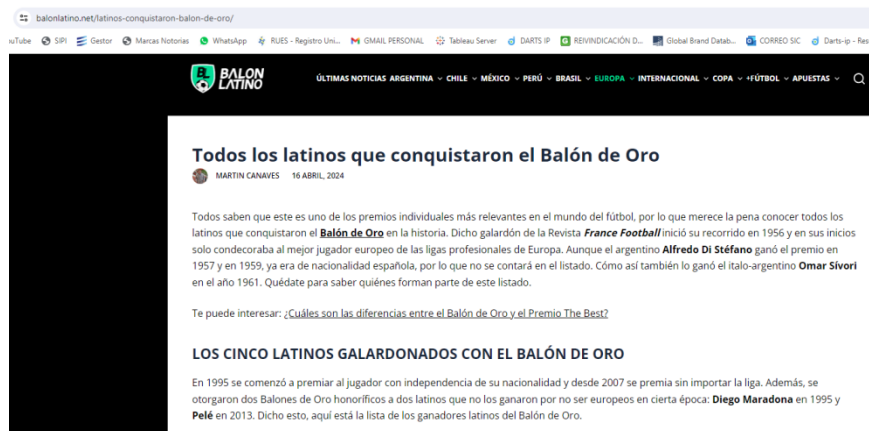 balonlatino.net/latinos-conquistaron-balon-de-oro/
uTube SIPI Gestor Marcas Notorias WhatsApp RUES - Registro Uni... GMAIL PERSONAL Tableau Server DARTS IP REIVINDICACIÓN D... Global Brand Datab... CORREO SIC Darts-ip - Res
BALON
LATINO
ÚLTIMAS NOTICIAS ARGENTINA CHILE MÉXICO PERÚ BRASIL EUROPA INTERNACIONAL COPA +FÚTBOL APUESTAS
Todos los latinos que conquistaron el Balón de Oro
MARTIN CANAVES 16 ABRIL, 2024
Todos saben que este es uno de los premios individuales más relevantes en el mundo del fútbol, por lo que merece la pena conocer todos los
latinos que conquistaron el Balón de Oro en la historia. Dicho galardón de la Revista France Football inició su recorrido en 1956 y en sus inicios
solo condecoraba al mejor jugador europeo de las ligas profesionales de Europa. Aunque el argentino Alfredo Di Stéfano ganó el premio en
1957 y en 1959, ya era de nacionalidad española, por lo que no se contará en el listado. Cómo así también lo ganó el italo-argentino Omar Sívori
en el año 1961. Quédate para saber quiénes forman parte de este listado.
Te puede interesar: ¿Cuáles son las diferencias entre el Balón de Oro y el Premio The Best?
LOS CINCO LATINOS GALARDONADOS CON EL BALÓN DE ORO
En 1995 se comenzó a premiar al jugador con independencia de su nacionalidad y desde 2007 se premia sin importar la liga. Además, se
otorgaron dos Balones de Oro honoríficos a dos latinos que no los ganaron por no ser europeos en cierta época: Diego Maradona en 1995 y
Pelé en 2013. Dicho esto, aquí está la lista de los ganadores latinos del Balón de Oro.